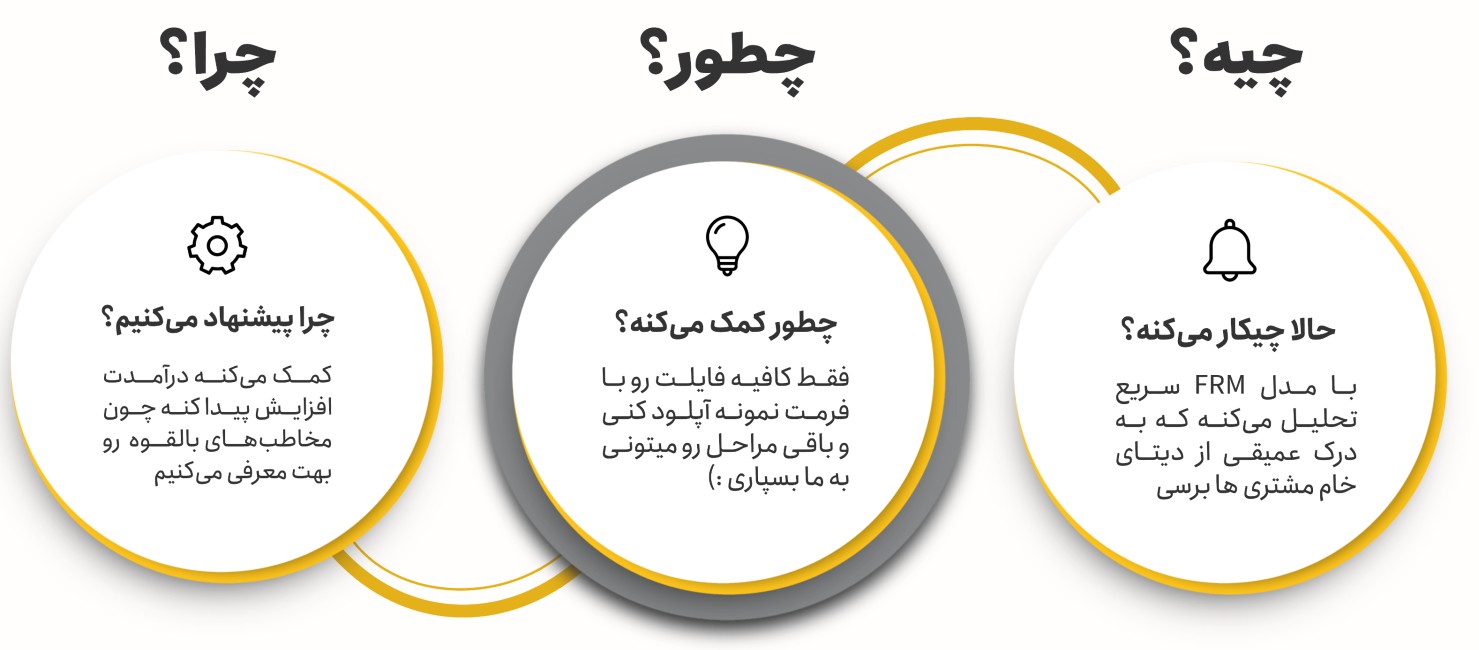 چیه؟
حالا چیکار می‌کنه؟
با مدل FRM سریع
تحلیل می‌کنه که به
درک عمیقی از دیتای
خام مشتری ها برسی
چطور؟
چطور کمک می‌کنه؟
فقط کافیه فایلت رو با
فرمت نمونه آپلود کنی
و باقی مراحل رو میتونی
به ما بسپاری :)
چرا؟
چرا پیشنهاد می‌کنیم؟
کمک می‌کنه درآمدت
افزایش پیدا کنه چون
مخاطب‌های بالقوه رو
بهت معرفی می‌کنیم